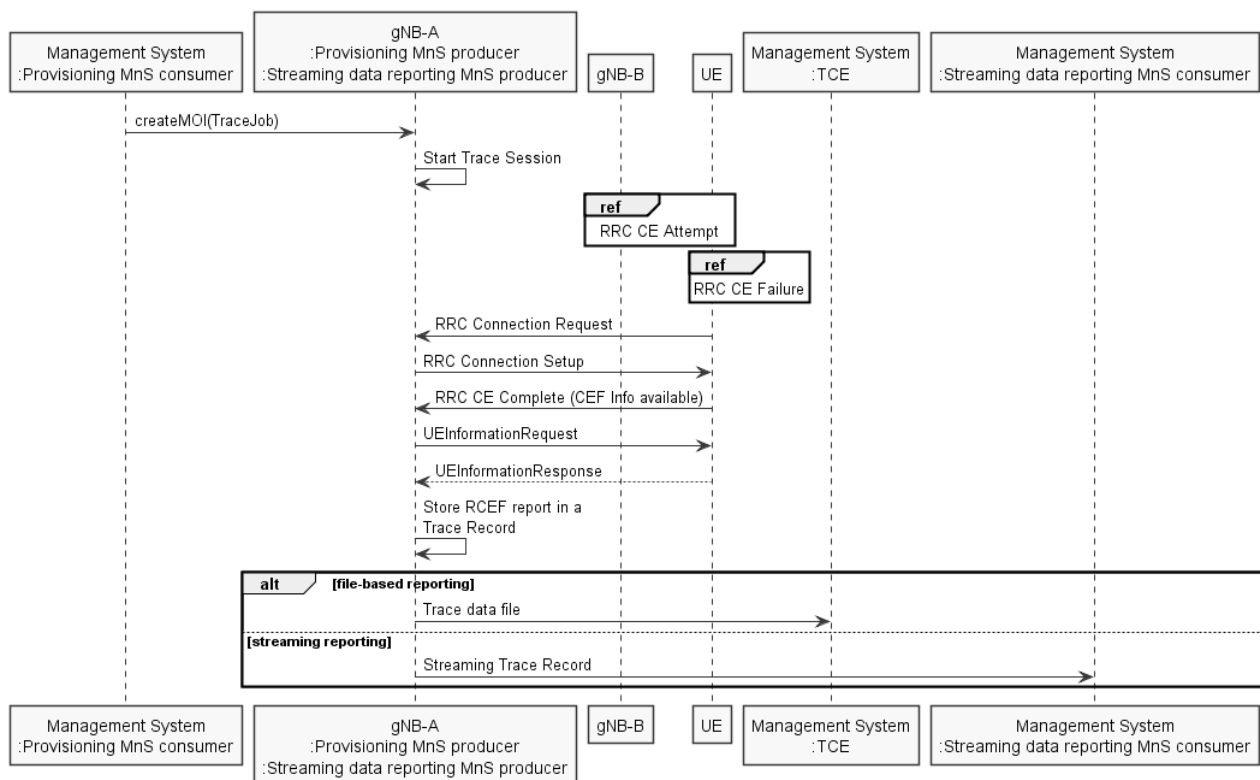 Management System
:Provisioning MnS consumer
gNB-A
:Provisioning MnS producer
:Streaming data reporting MnS producer
gNB-B
UE
Management System
:TCE
Management System
:Streaming data reporting MnS consumer
createMOI(TraceJob)
Start Trace Session
ref
RRC CE Attempt
ref
RRC CE Failure
RRC Connection Request
RRC Connection Setup
RRC CE Complete (CEF Info available)
UEInformationRequest
UEInformationResponse
Store RCEF report in a
Trace Record
alt [file-based reporting]
Trace data file
[streaming reporting]
Streaming Trace Record
Management System
:Provisioning MnS consumer
gNB-A
:Provisioning MnS producer
:Streaming data reporting MnS producer
gNB-B
UE
Management System
:TCE
Management System
:Streaming data reporting MnS consumer